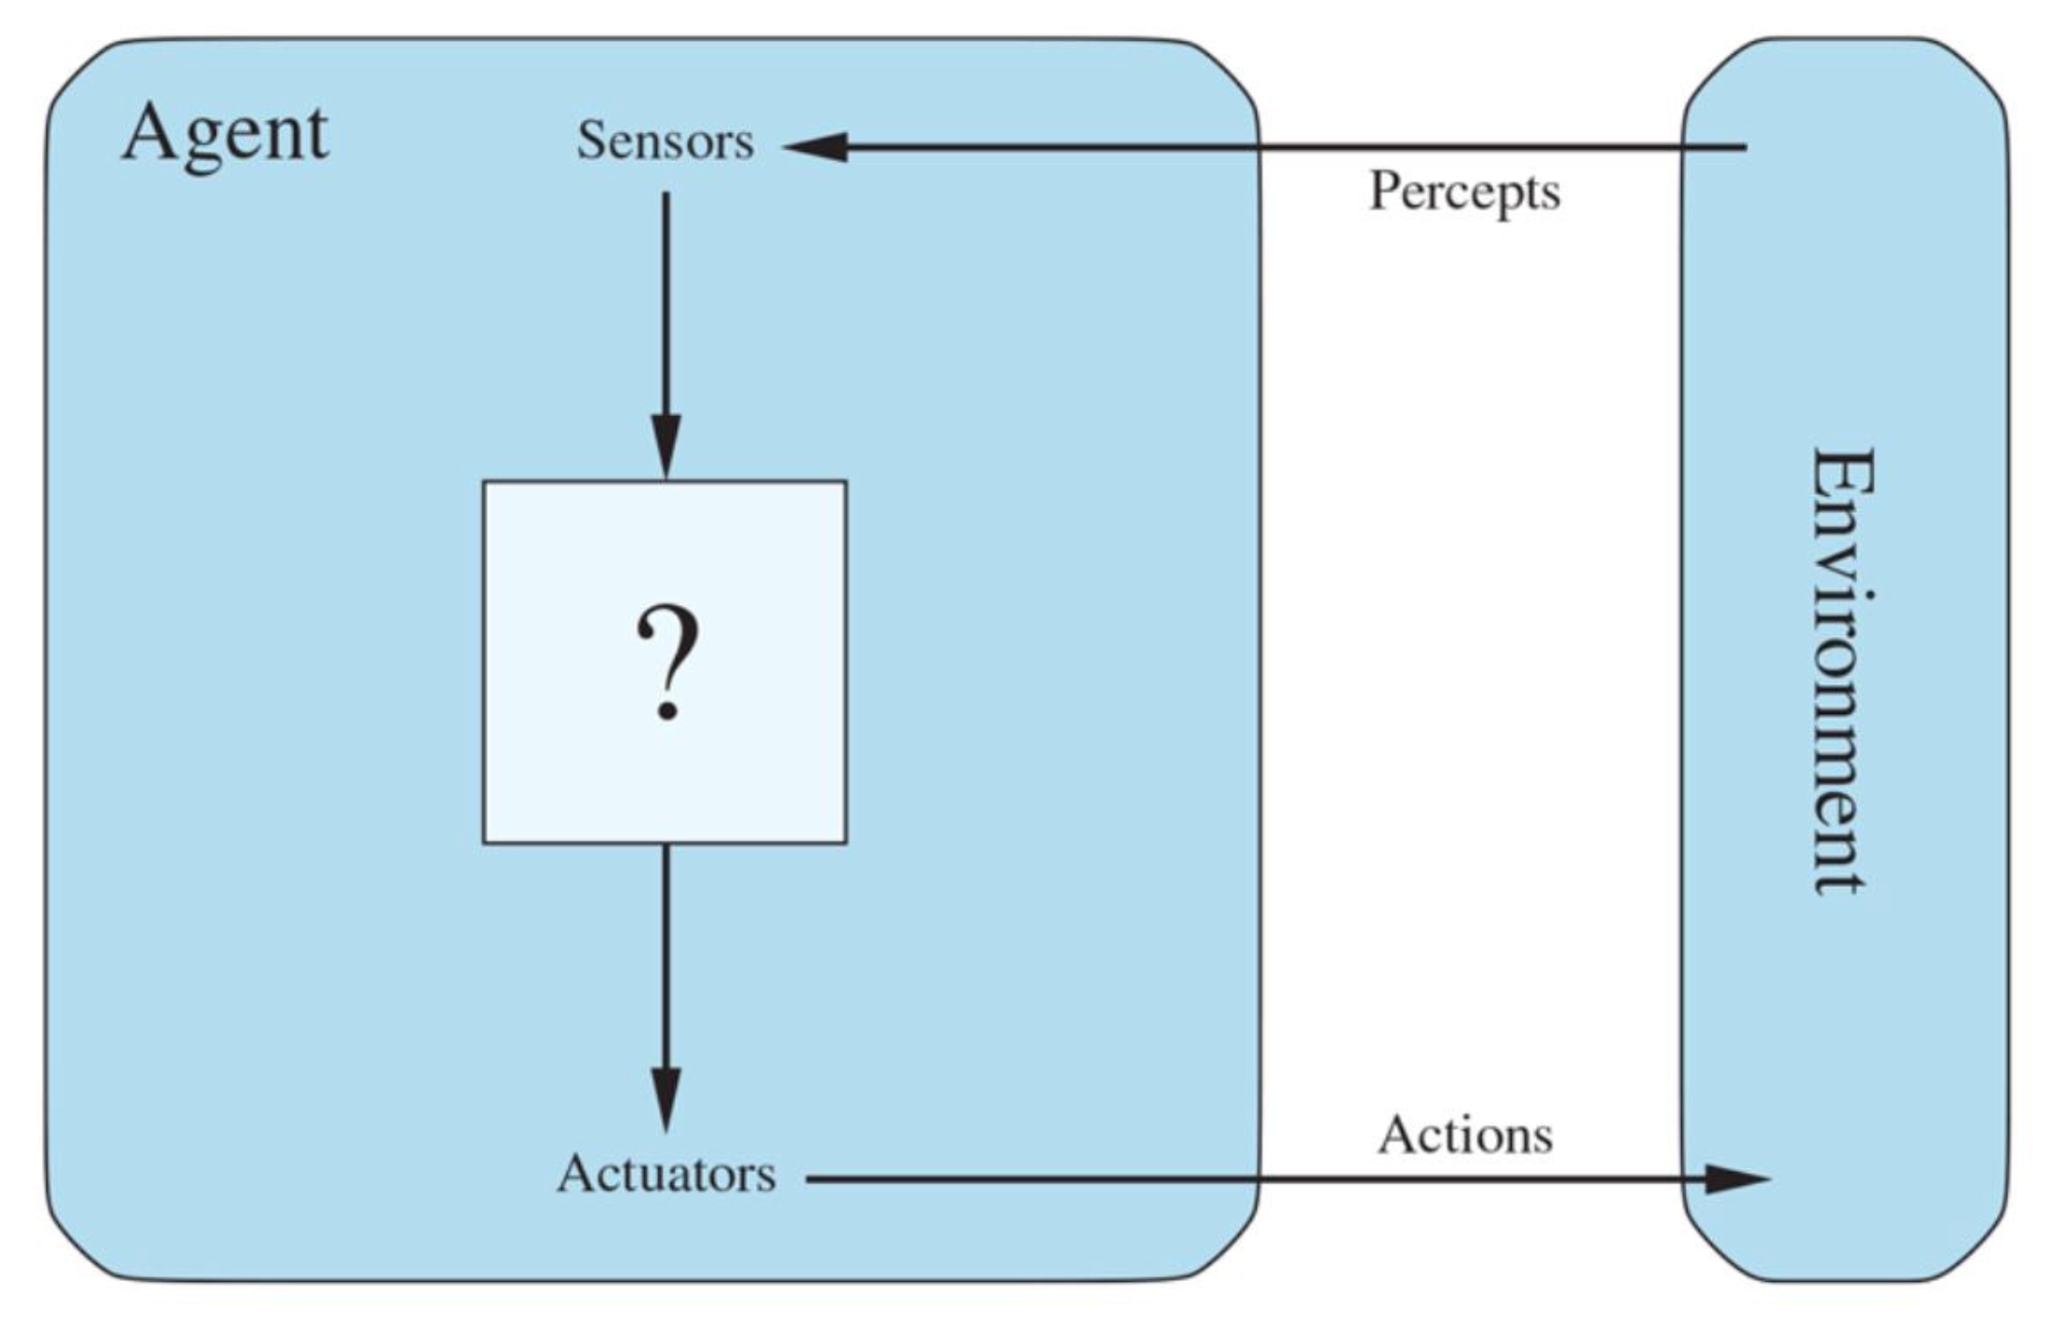 Agent
Sensors
Percepts
?
Environment
Actions
Actuators